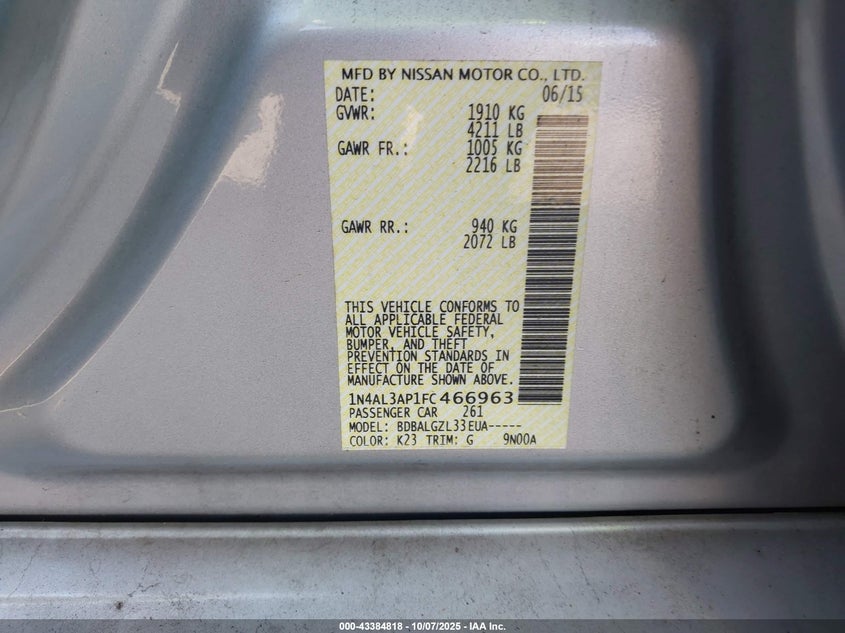 MFD BY NISSAN MOTOR CO., LTD.
DATE: 06/15
GVWR: 1910 KG
4211 LB
GAWR FR.: 1005 KG
2216 LB
GAWR RR.: 940 KG
2072 LB
THIS VEHICLE CONFORMS TO
ALL APPLICABLE FEDERAL
MOTOR VEHICLE SAFETY,
BUMPER, AND THEFT
PREVENTION STANDARDS IN
EFFECT ON THE DATE OF
MANUFACTURE SHOWN ABOVE.
1N4AL3AP1FC466963
PASSENGER CAR 261
MODEL: BDBALGZL33EUA-----
COLOR: K23 TRIM: G 9N00A
000-43384818 - 10/07/2025 - IAA Inc.